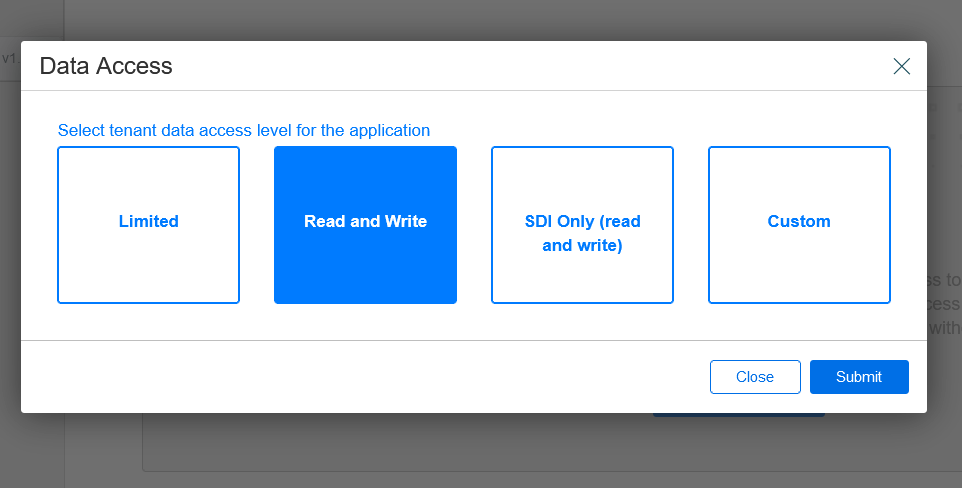 v1.
Data Access
Select tenant data access level for the application
Limited
Read and Write
SDI Only (read
and write)
Custom
ss to
cess
with
Close
Submit